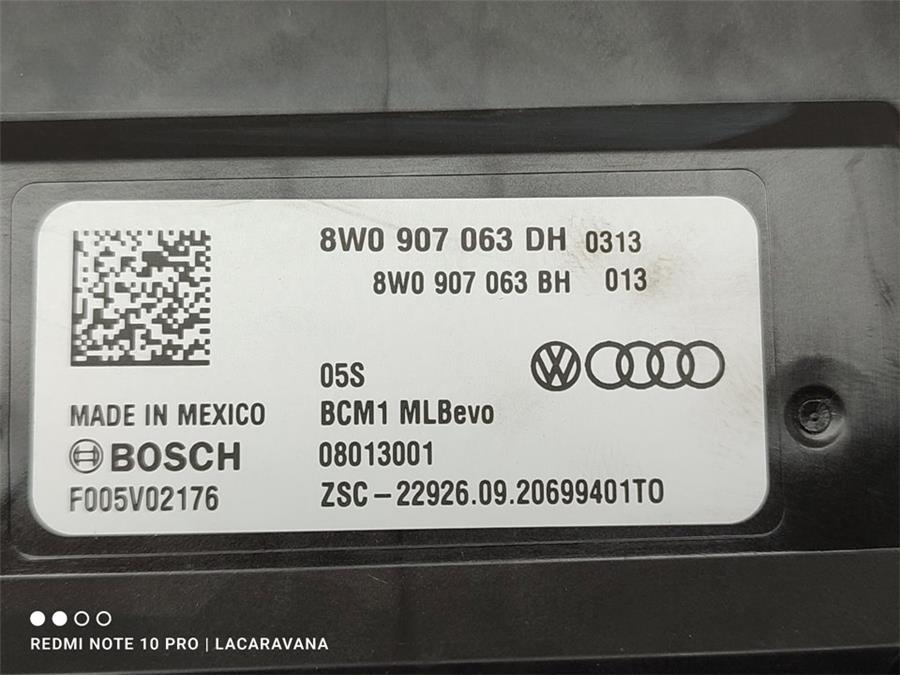 8W0 907 063 DH 0313
8W0 907 063 BH 013
05S
MADE IN MEXICO BCM1 MLBevo
BOSCH 08013001
F005V02176 ZSC-22926.09.20699401TO
REDMI NOTE 10 PRO | LACARAVANA